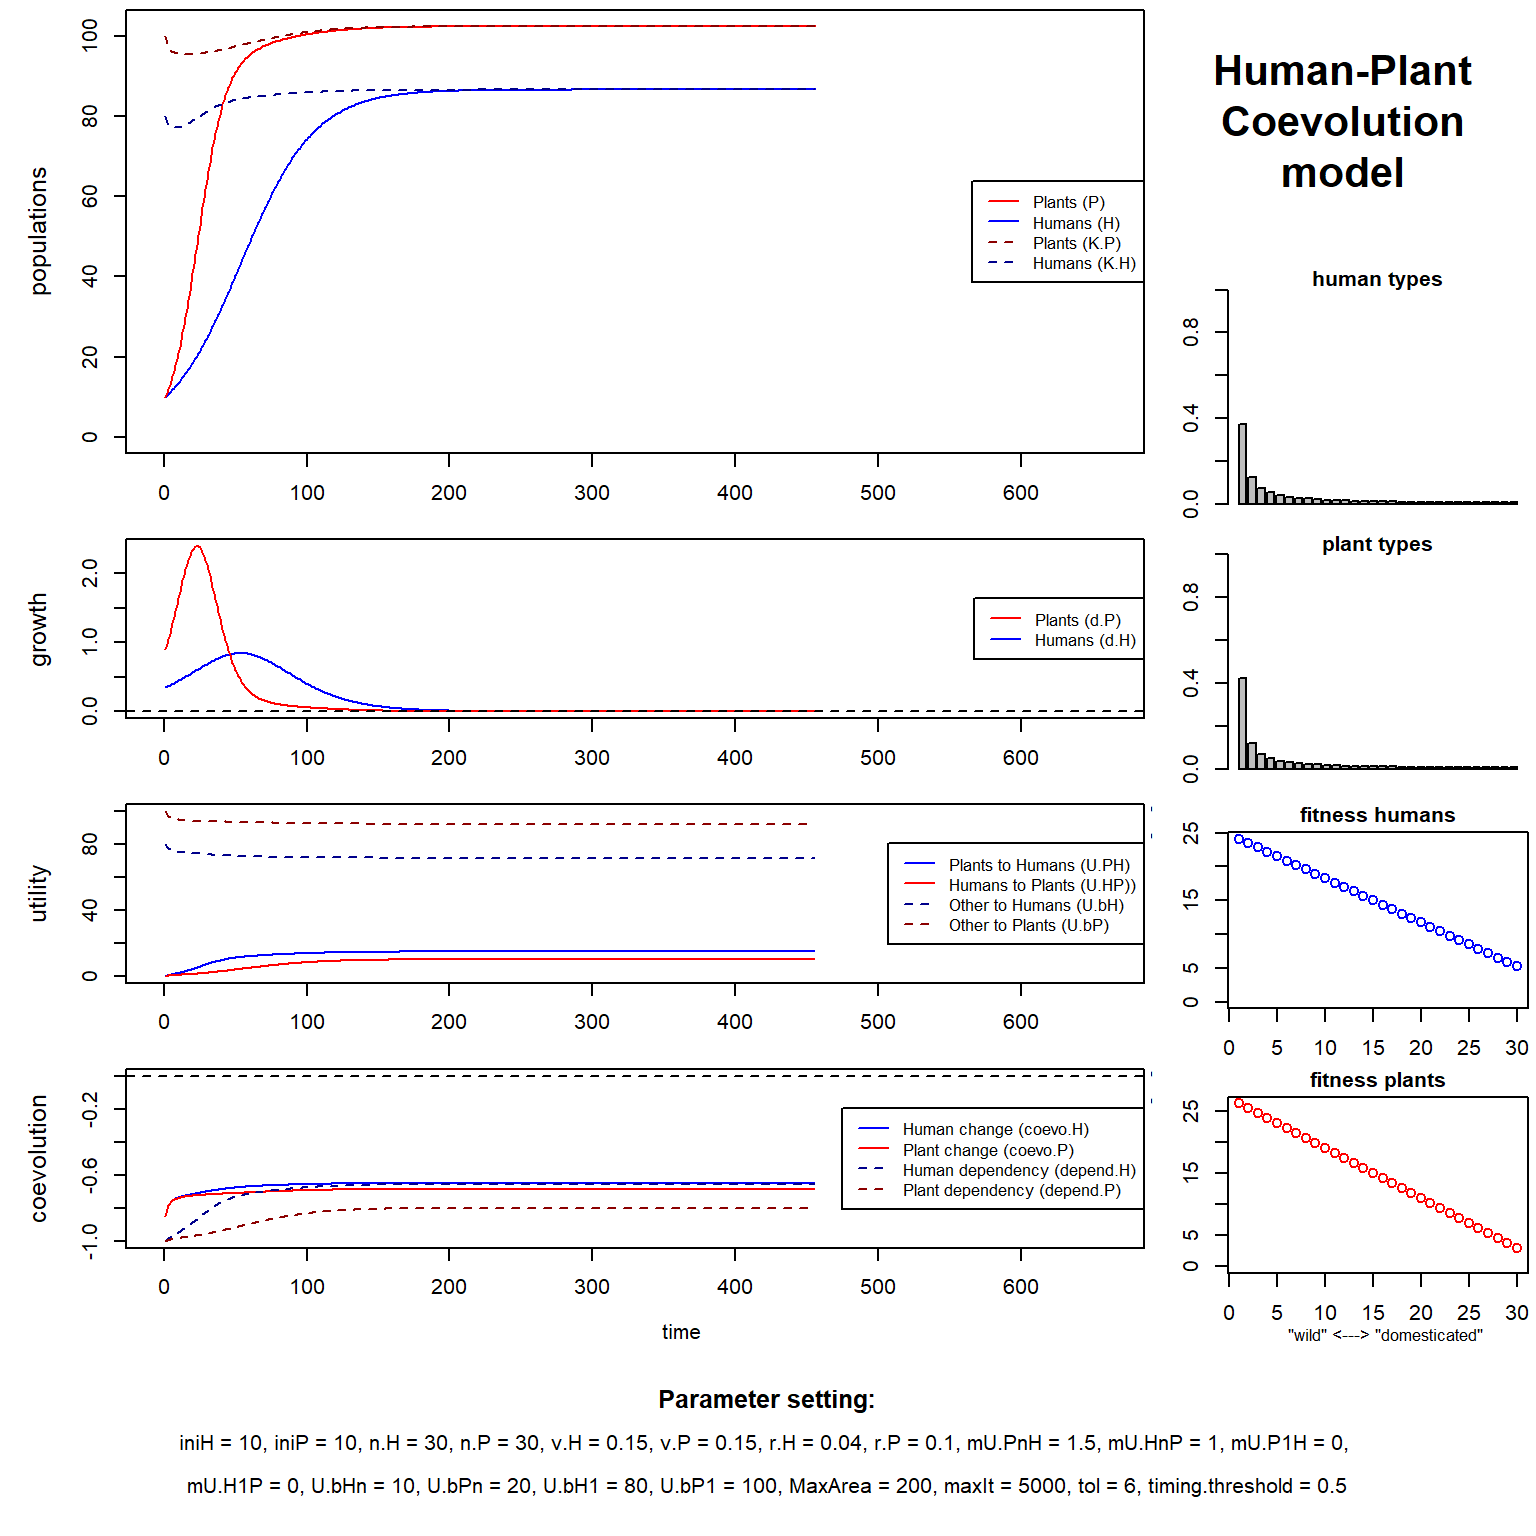 Human-Plant
Coevolution
model
populations
0 20 40 60 80 100
0 100 200 300 400 500 600
Plants (P)
Humans (H)
Plants (K.P)
Humans (K.H)
growth
0.0 1.0 2.0
0 100 200 300 400 500 600
Plants (d.P)
Humans (d.H)
utility
0 40 80
0 100 200 300 400 500 600
Plants to Humans (U.PH)
Humans to Plants (U.HP))
Other to Humans (U.bH)
Other to Plants (U.bP)
coevolution
-1.0 -0.6 -0.2
0 100 200 300 400 500 600
Human change (coevo.H)
Plant change (coevo.P)
Human dependency (depend.H)
Plant dependency (depend.P)
time
human types
0.0 0.4 0.8
plant types
0.0 0.4 0.8
fitness humans
0 5 15 25
0 5 10 15 20 25 30
fitness plants
0 5 15 25
0 5 10 15 20 25 30
"wild" <---> "domesticated"
Parameter setting:
iniH = 10, iniP = 10, n.H = 30, n.P = 30, v.H = 0.15, v.P = 0.15, r.H = 0.04, r.P = 0.1, mU.PnH = 1.5, mU.HnP = 1, mU.P1H = 0,
mU.H1P = 0, U.bHn = 10, U.bPn = 20, U.bH1 = 80, U.bP1 = 100, MaxArea = 200, maxIt = 5000, tol = 6, timing.threshold = 0.5